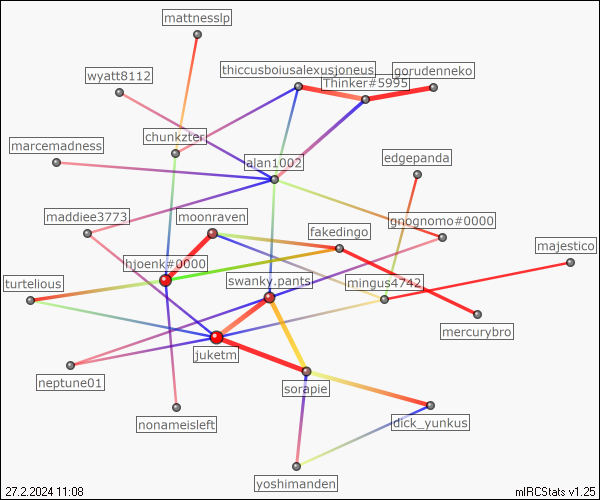 mattnesslp
wyatt8112
thiccusboiusalexusjoneus
gorudenneko
Thinker#5995
chunkzter
marcemadness
alan1002
edgepanda
maddiee3773
moonraven
gnognomo#0000
fakedingo
majestico
hjoenk#0000
turtelious
swanky.pants
mingus4742
mercurybro
juketm
neptune01
sorapie
nonameisleft
dick_yunkus
yoshimanden
27.2.2024 11:08
mIRCStats v1.25